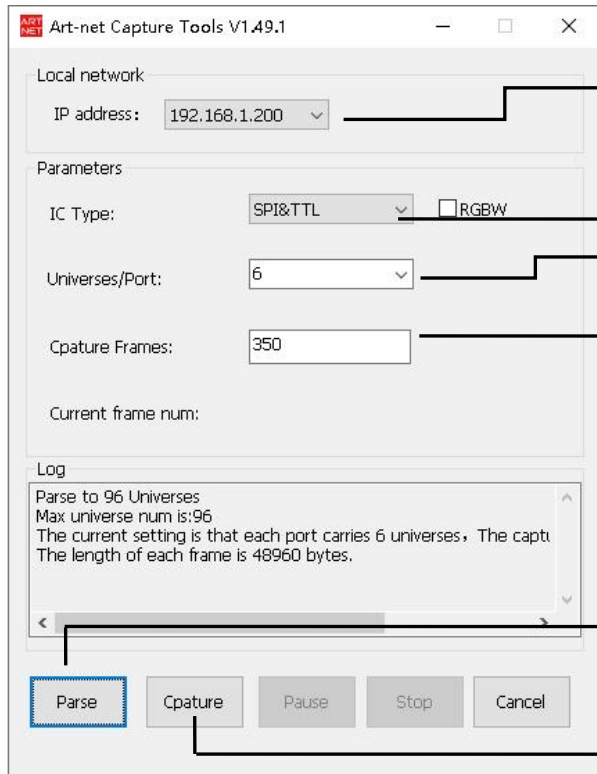 ART NET Art-net Capture Tools V1.49.1
Local network
IP address: 192.168.1.200
Parameters
IC Type: SPI&TTL RGBW
Universes/Port: 6
Cpature Frames: 350
Current frame num:
Log
Parse to 96 Universes
Max universe num is:96
The current setting is that each port carries 6 universes，The captu
The length of each frame is 48960 bytes.
Parse Cpature Pause Stop Cancel